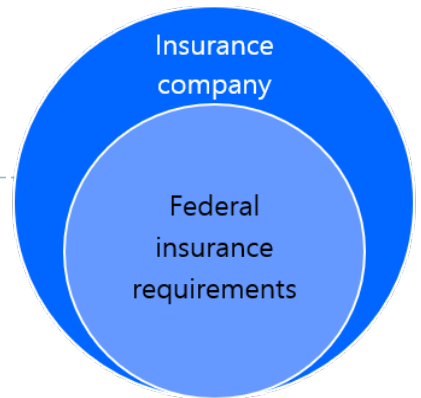 Insurance
company
Federal
insurance
requirements